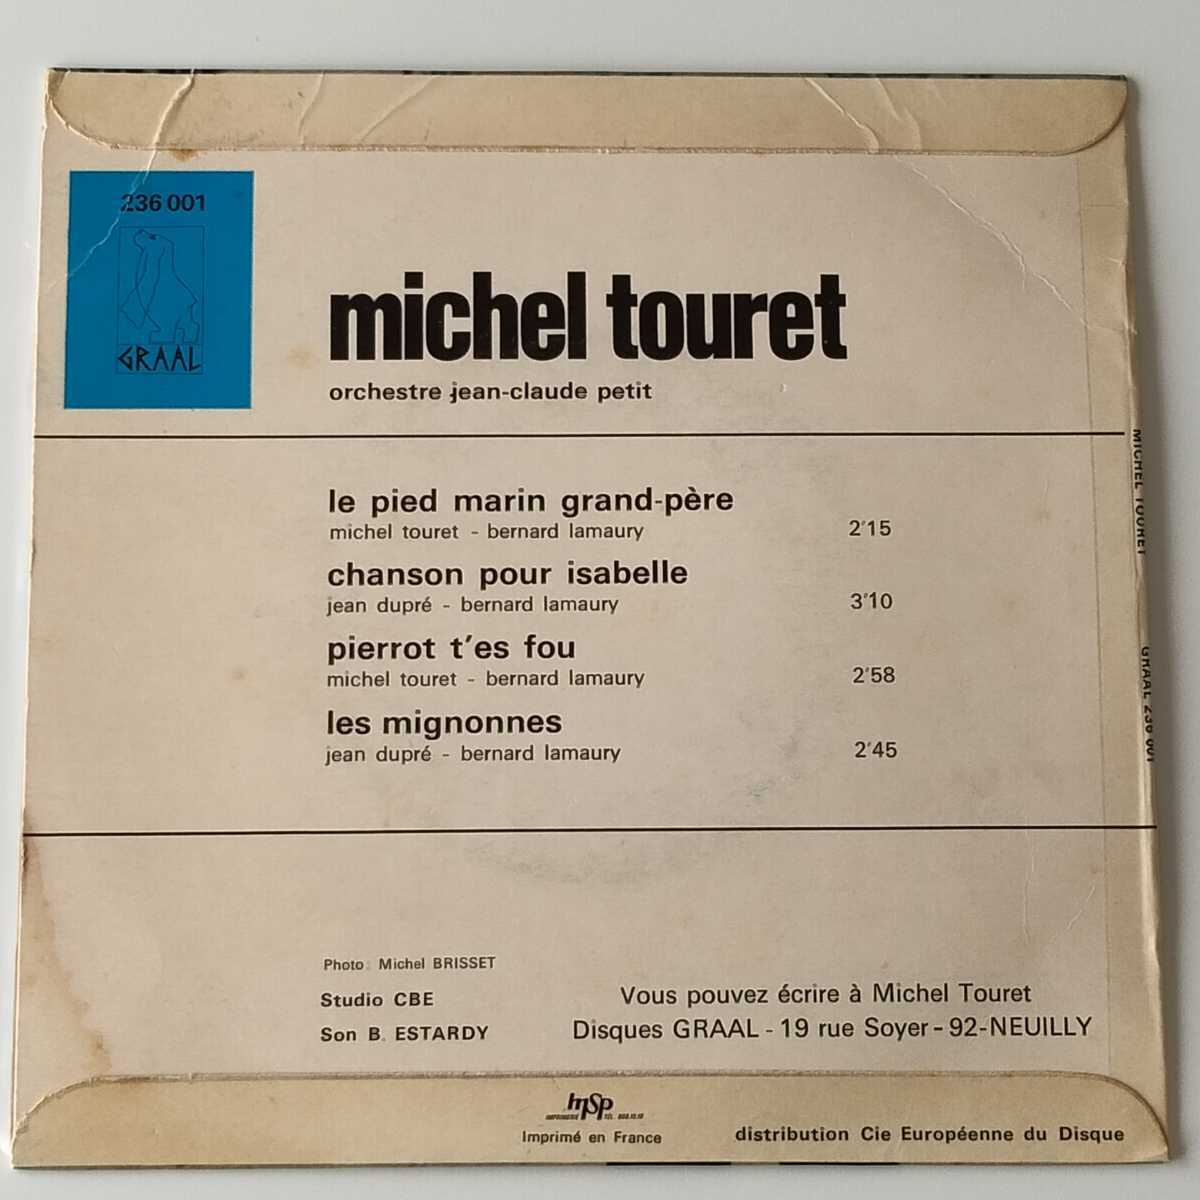 236 001
GRAAL
michel touret
orchestre jean-claude petit
le pied marin grand-père
michel touret - bernard lamaury 2'15
chanson pour isabelle
jean dupré - bernard lamaury 3'10
pierrot t'es fou
michel touret - bernard lamaury 2'58
les mignonnes
jean dupré - bernard lamaury 2'45
MICHEL TOURET
GRAAL 236 001
Photo: Michel BRISSET
Studio CBE
Son B. ESTARDY
Vous pouvez écrire à Michel Touret
Disques GRAAL - 19 rue Soyer - 92-NEUILLY
msp
IMPRIMERIE TÉL.
Imprimé en France
distribution Cie Européenne du Disque